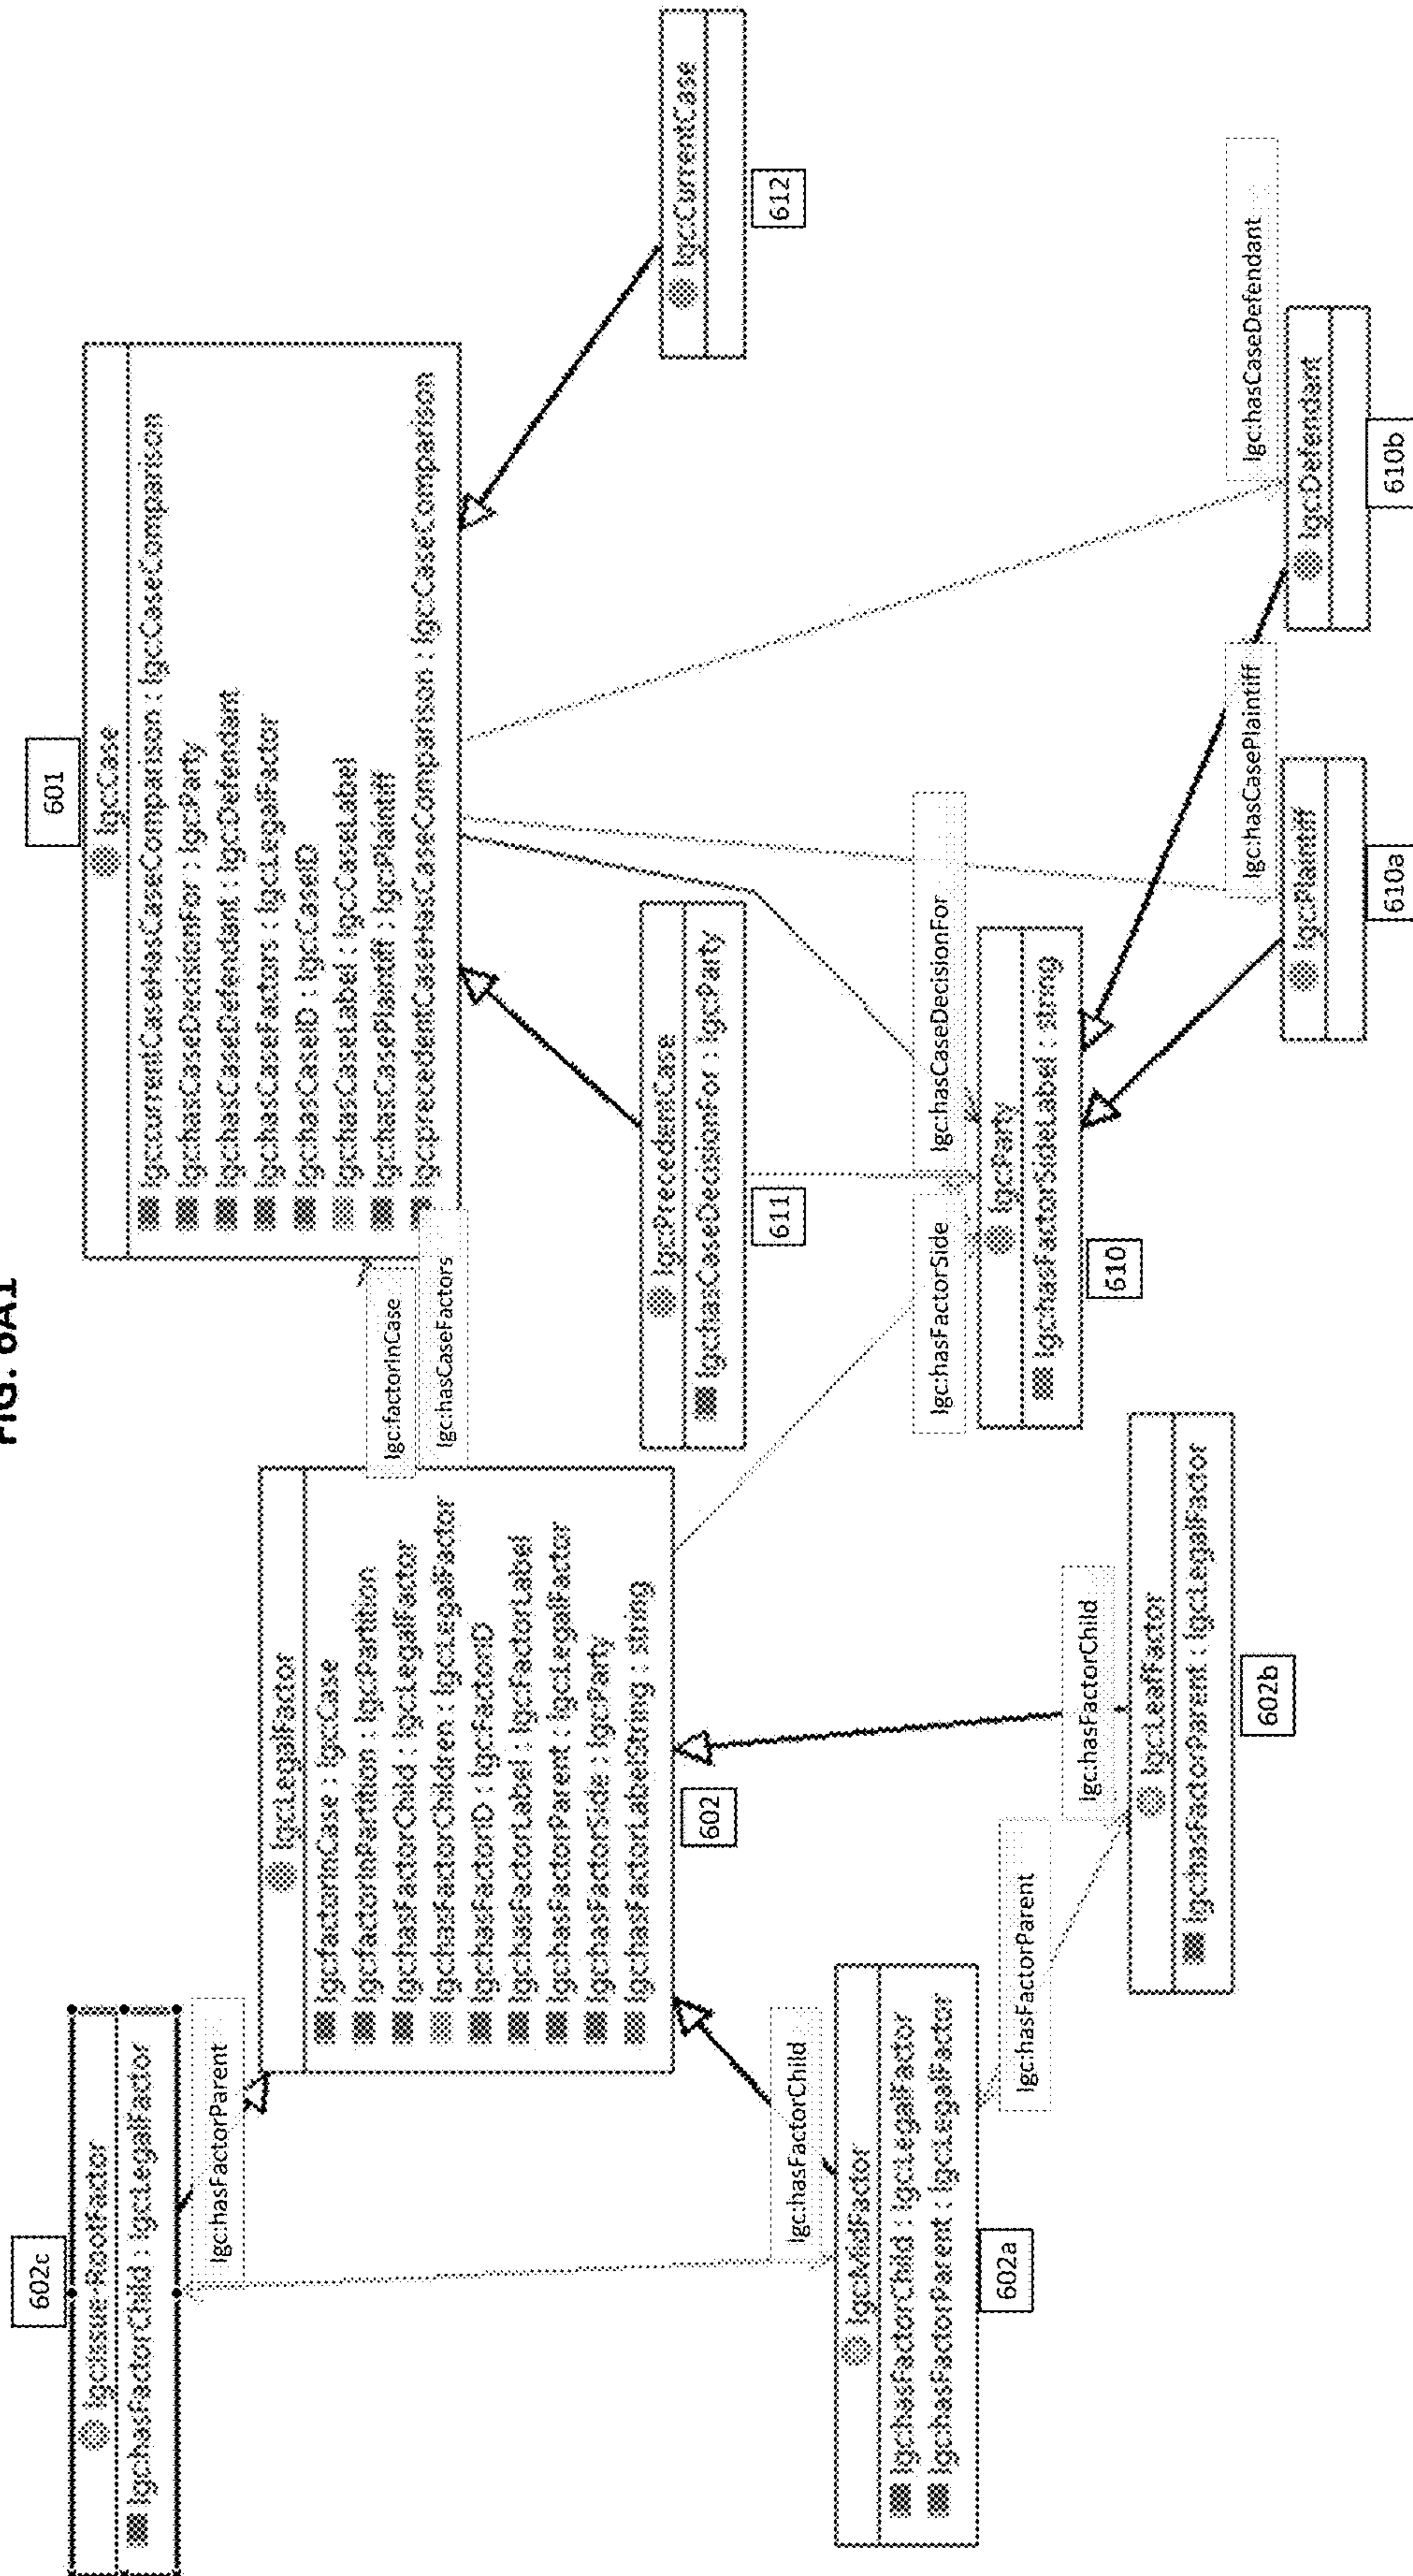 FIG. 6A1
602c
lgc:Issue-RootFactor
lgc:hasFactorChild : lgc:LegalFactor
lgc:hasFactorParent
lgc:LegalFactor
lgc:factorInCase : lgc:Case
lgc:factorInPartition : lgc:Partition
lgc:hasFactorChild : lgc:LegalFactor
lgc:hasFactorChildren : lgc:LegalFactor
lgc:hasFactorID : lgc:FactorID
lgc:hasFactorLabel : lgc:FactorLabel
lgc:hasFactorParent : lgc:LegalFactor
lgc:hasFactorSide : lgc:Party
lgc:hasFactorLabelString : string
602
lgc:factorInCase
lgc:hasCaseFactors
601
lgc:Case
lgc:currentCaseHasCaseComparison : lgc:CaseComparison
lgc:hasCaseDecisionFor : lgc:Party
lgc:hasCaseDefendant : lgc:Defendant
lgc:hasCaseFactors : lgc:LegalFactor
lgc:hasCaseID : lgc:CaseID
lgc:hasCaseLabel : lgc:CaseLabel
lgc:hasCasePlaintiff : lgc:Plaintiff
lgc:precedentCaseHasCaseComparison : lgc:CaseComparison
lgc:PrecedentCase
lgc:hasCaseDecisionFor : lgc:Party
611
lgc:CurrentCase
612
lgc:hasFactorChild
lgc:MidFactor
lgc:hasFactorChild : lgc:LegalFactor
lgc:hasFactorParent : lgc:LegalFactor
602a
lgc:hasFactorParent
lgc:hasFactorChild
lgc:LeafFactor
lgc:hasFactorParent : lgc:LegalFactor
602b
lgc:hasFactorSide
lgc:hasCaseDecisionFor
lgc:Party
lgc:hasFactorSideLabel : string
610
lgc:hasCasePlaintiff
lgc:hasCaseDefendant
lgc:Plaintiff
610a
lgc:Defendant
610b